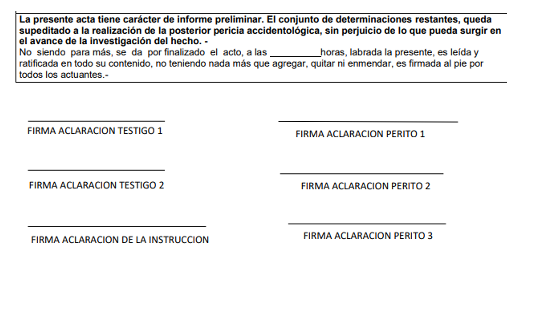 La presente acta tiene carácter de informe preliminar. El conjunto de determinaciones restantes, queda
supeditado a la realización de la posterior pericia accidentológica, sin perjuicio de lo que pueda surgir en
el avance de la investigación del hecho. -
No siendo para más, se da por finalizado el acto, a las __________horas, labrada la presente, es leída y
ratificada en todo su contenido, no teniendo nada más que agregar, quitar ni enmendar, es firmada al pie por
todos los actuantes.-
FIRMA ACLARACION TESTIGO 1
FIRMA ACLARACION PERITO 1
FIRMA ACLARACION TESTIGO 2
FIRMA ACLARACION PERITO 2
FIRMA ACLARACION DE LA INSTRUCCION
FIRMA ACLARACION PERITO 3